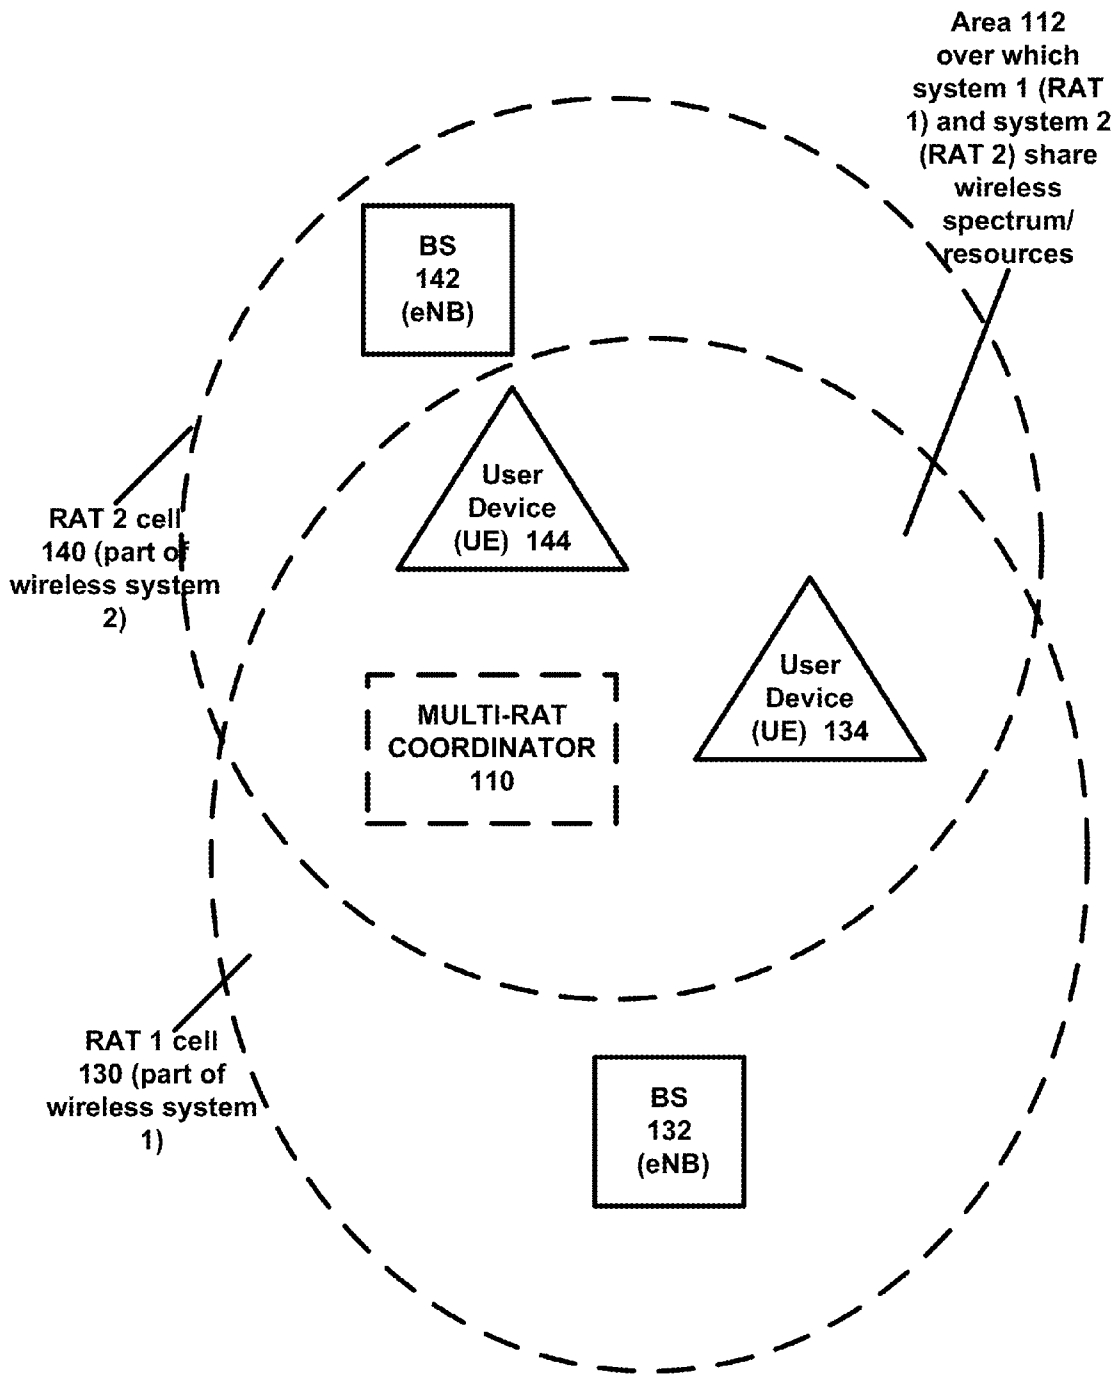 Area 112
over which
system 1 (RAT
1) and system 2
(RAT 2) share
wireless
spectrum/
resources
BS
142
(eNB)
User
Device
(UE) 144
RAT 2 cell
140 (part of
wireless system
2)
User
Device
(UE) 134
MULTI-RAT
COORDINATOR
110
RAT 1 cell
130 (part of
wireless system
1)
BS
132
(eNB)